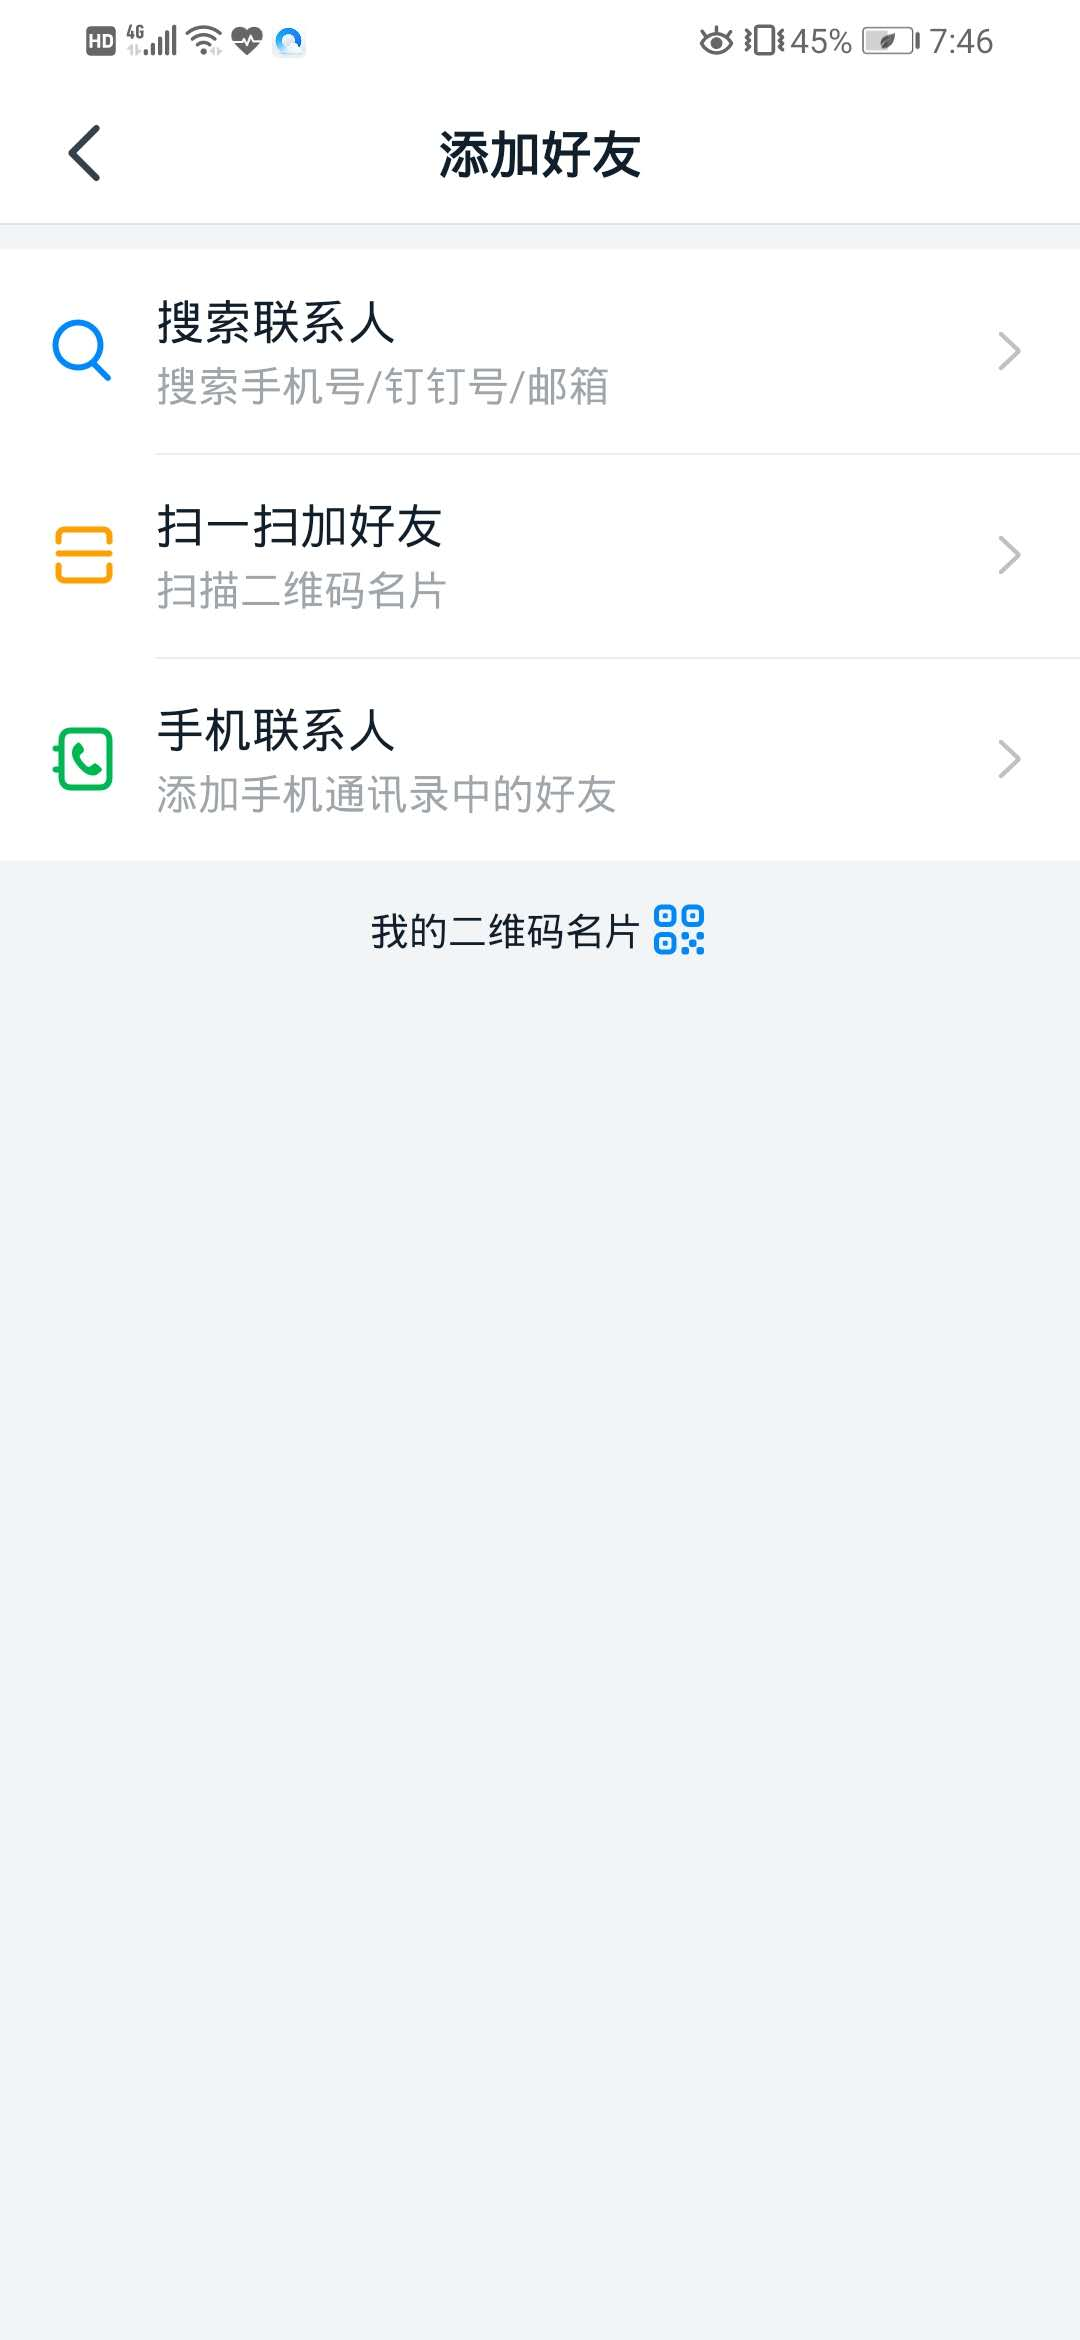 HD 4G 45% 7:46
添加好友
搜索联系人
搜索手机号/钉钉号/邮箱
扫一扫加好友
扫描二维码名片
手机联系人
添加手机通讯录中的好友
我的二维码名片